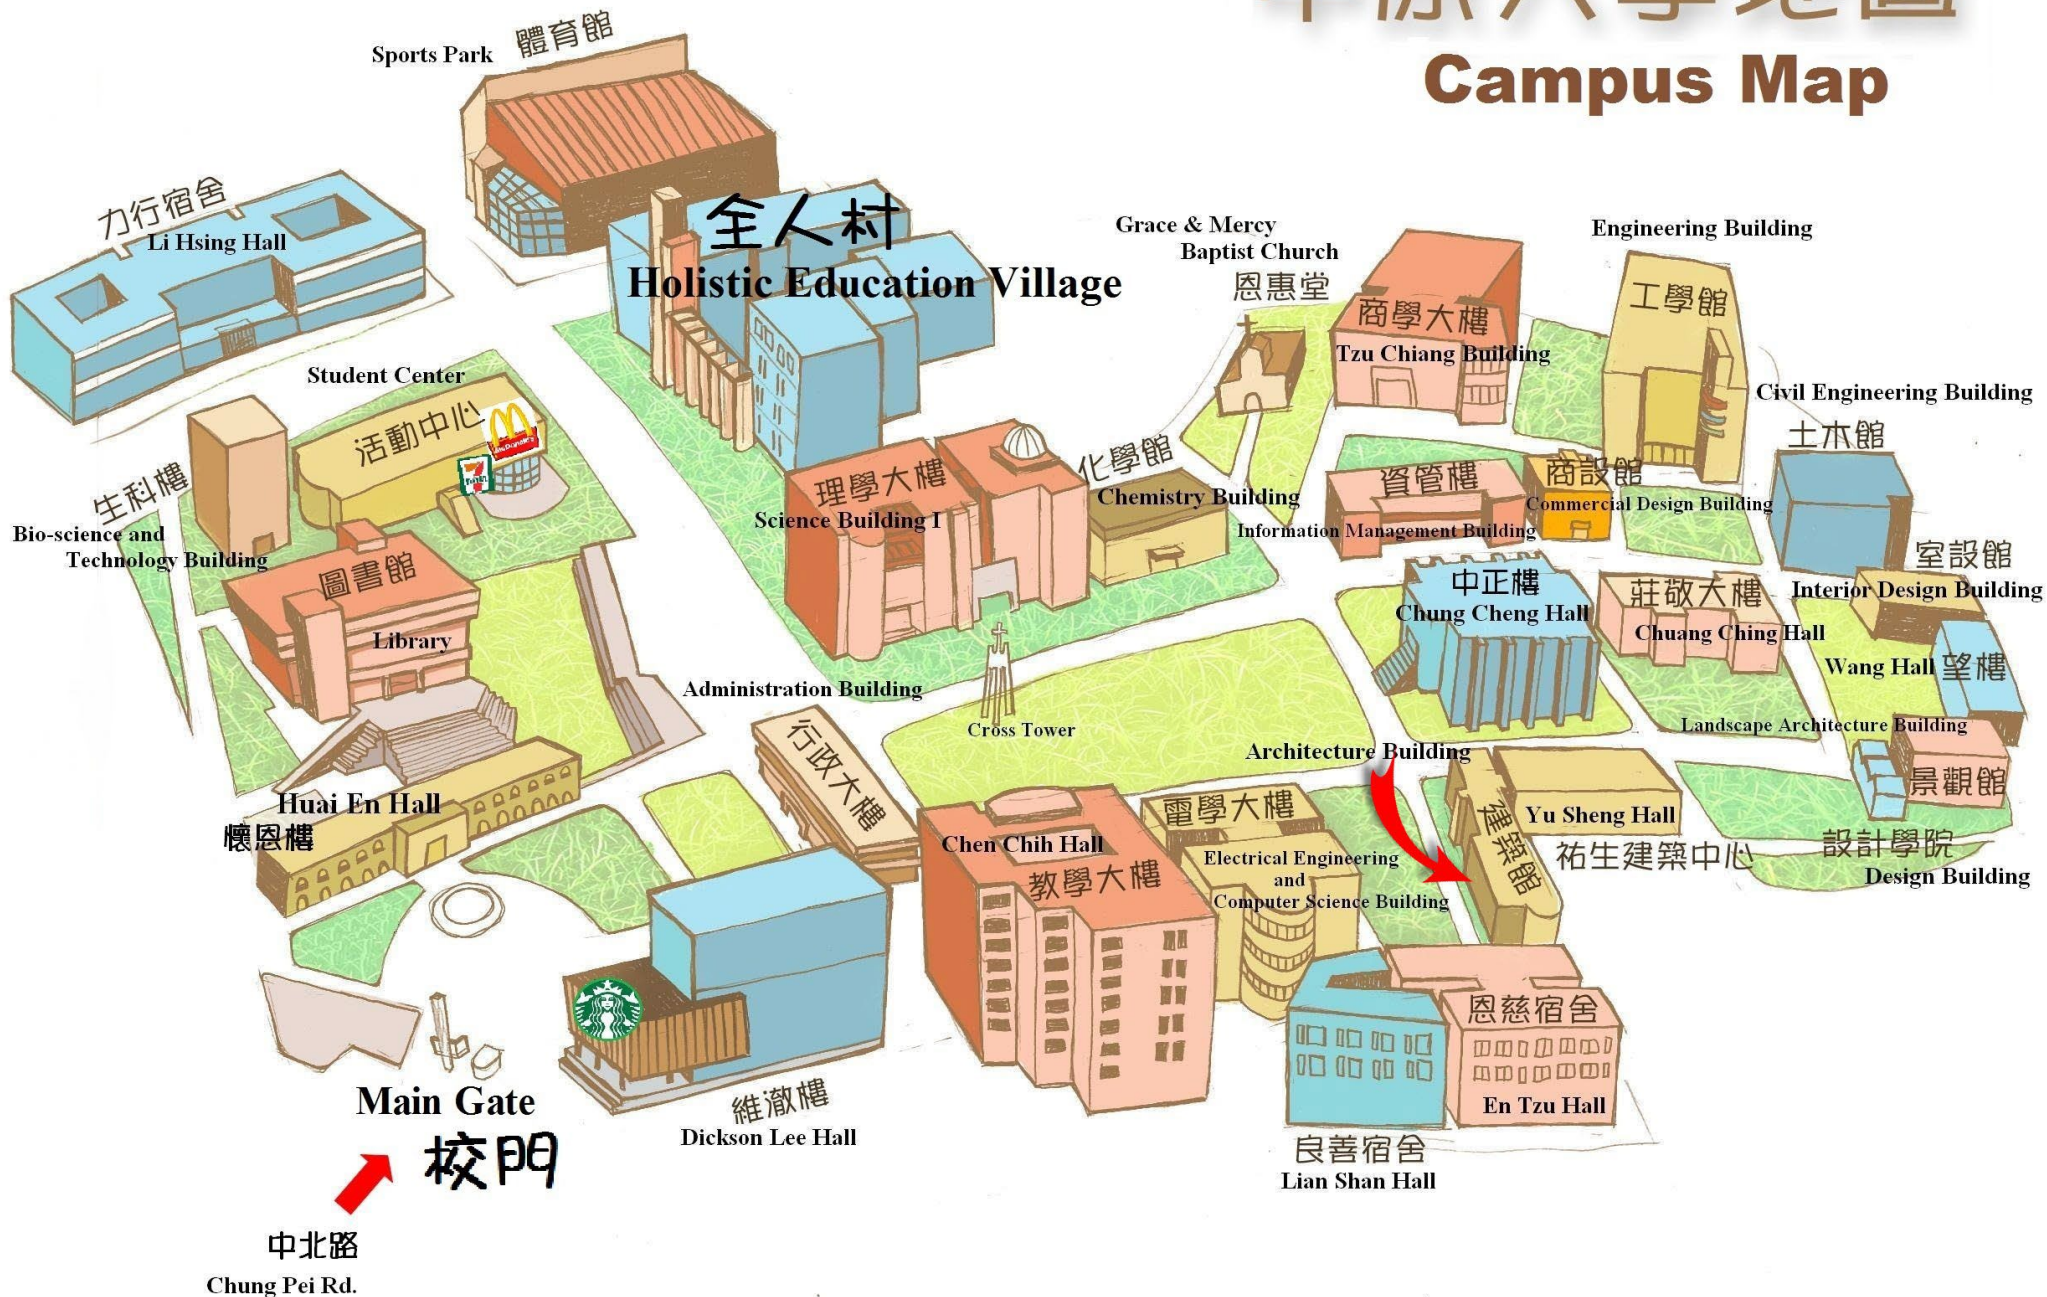 中原大學地圖
Campus Map
體育館
Sports Park
力行宿舍
Li Hsing Hall
全人村
Holistic Education Village
Grace & Mercy
Baptist Church
恩惠堂
商學大樓
Tzu Chiang Building
Engineering Building
工學館
Student Center
活動中心
McDonald's
7
ELEVEN
Civil Engineering Building
土木館
生科樓
Bio-science and
Technology Building
理學大樓
Science Building I
化學館
Chemistry Building
資管樓
Information Management Building
商設館
Commercial Design Building
圖書館
Library
中正樓
Chung Cheng Hall
莊敬大樓
Chuang Ching Hall
室設館
Interior Design Building
Wang Hall 望樓
Administration Building
行政大樓
Cross Tower
Landscape Architecture Building
景觀館
Architecture Building
建築館
Yu Sheng Hall
祐生建築中心
設計學院
Design Building
Huai En Hall
懷恩樓
Chen Chih Hall
教學大樓
電學大樓
Electrical Engineering
and
Computer Science Building
恩慈宿舍
En Tzu Hall
良善宿舍
Lian Shan Hall
維澈樓
Dickson Lee Hall
Main Gate
校門
中北路
Chung Pei Rd.